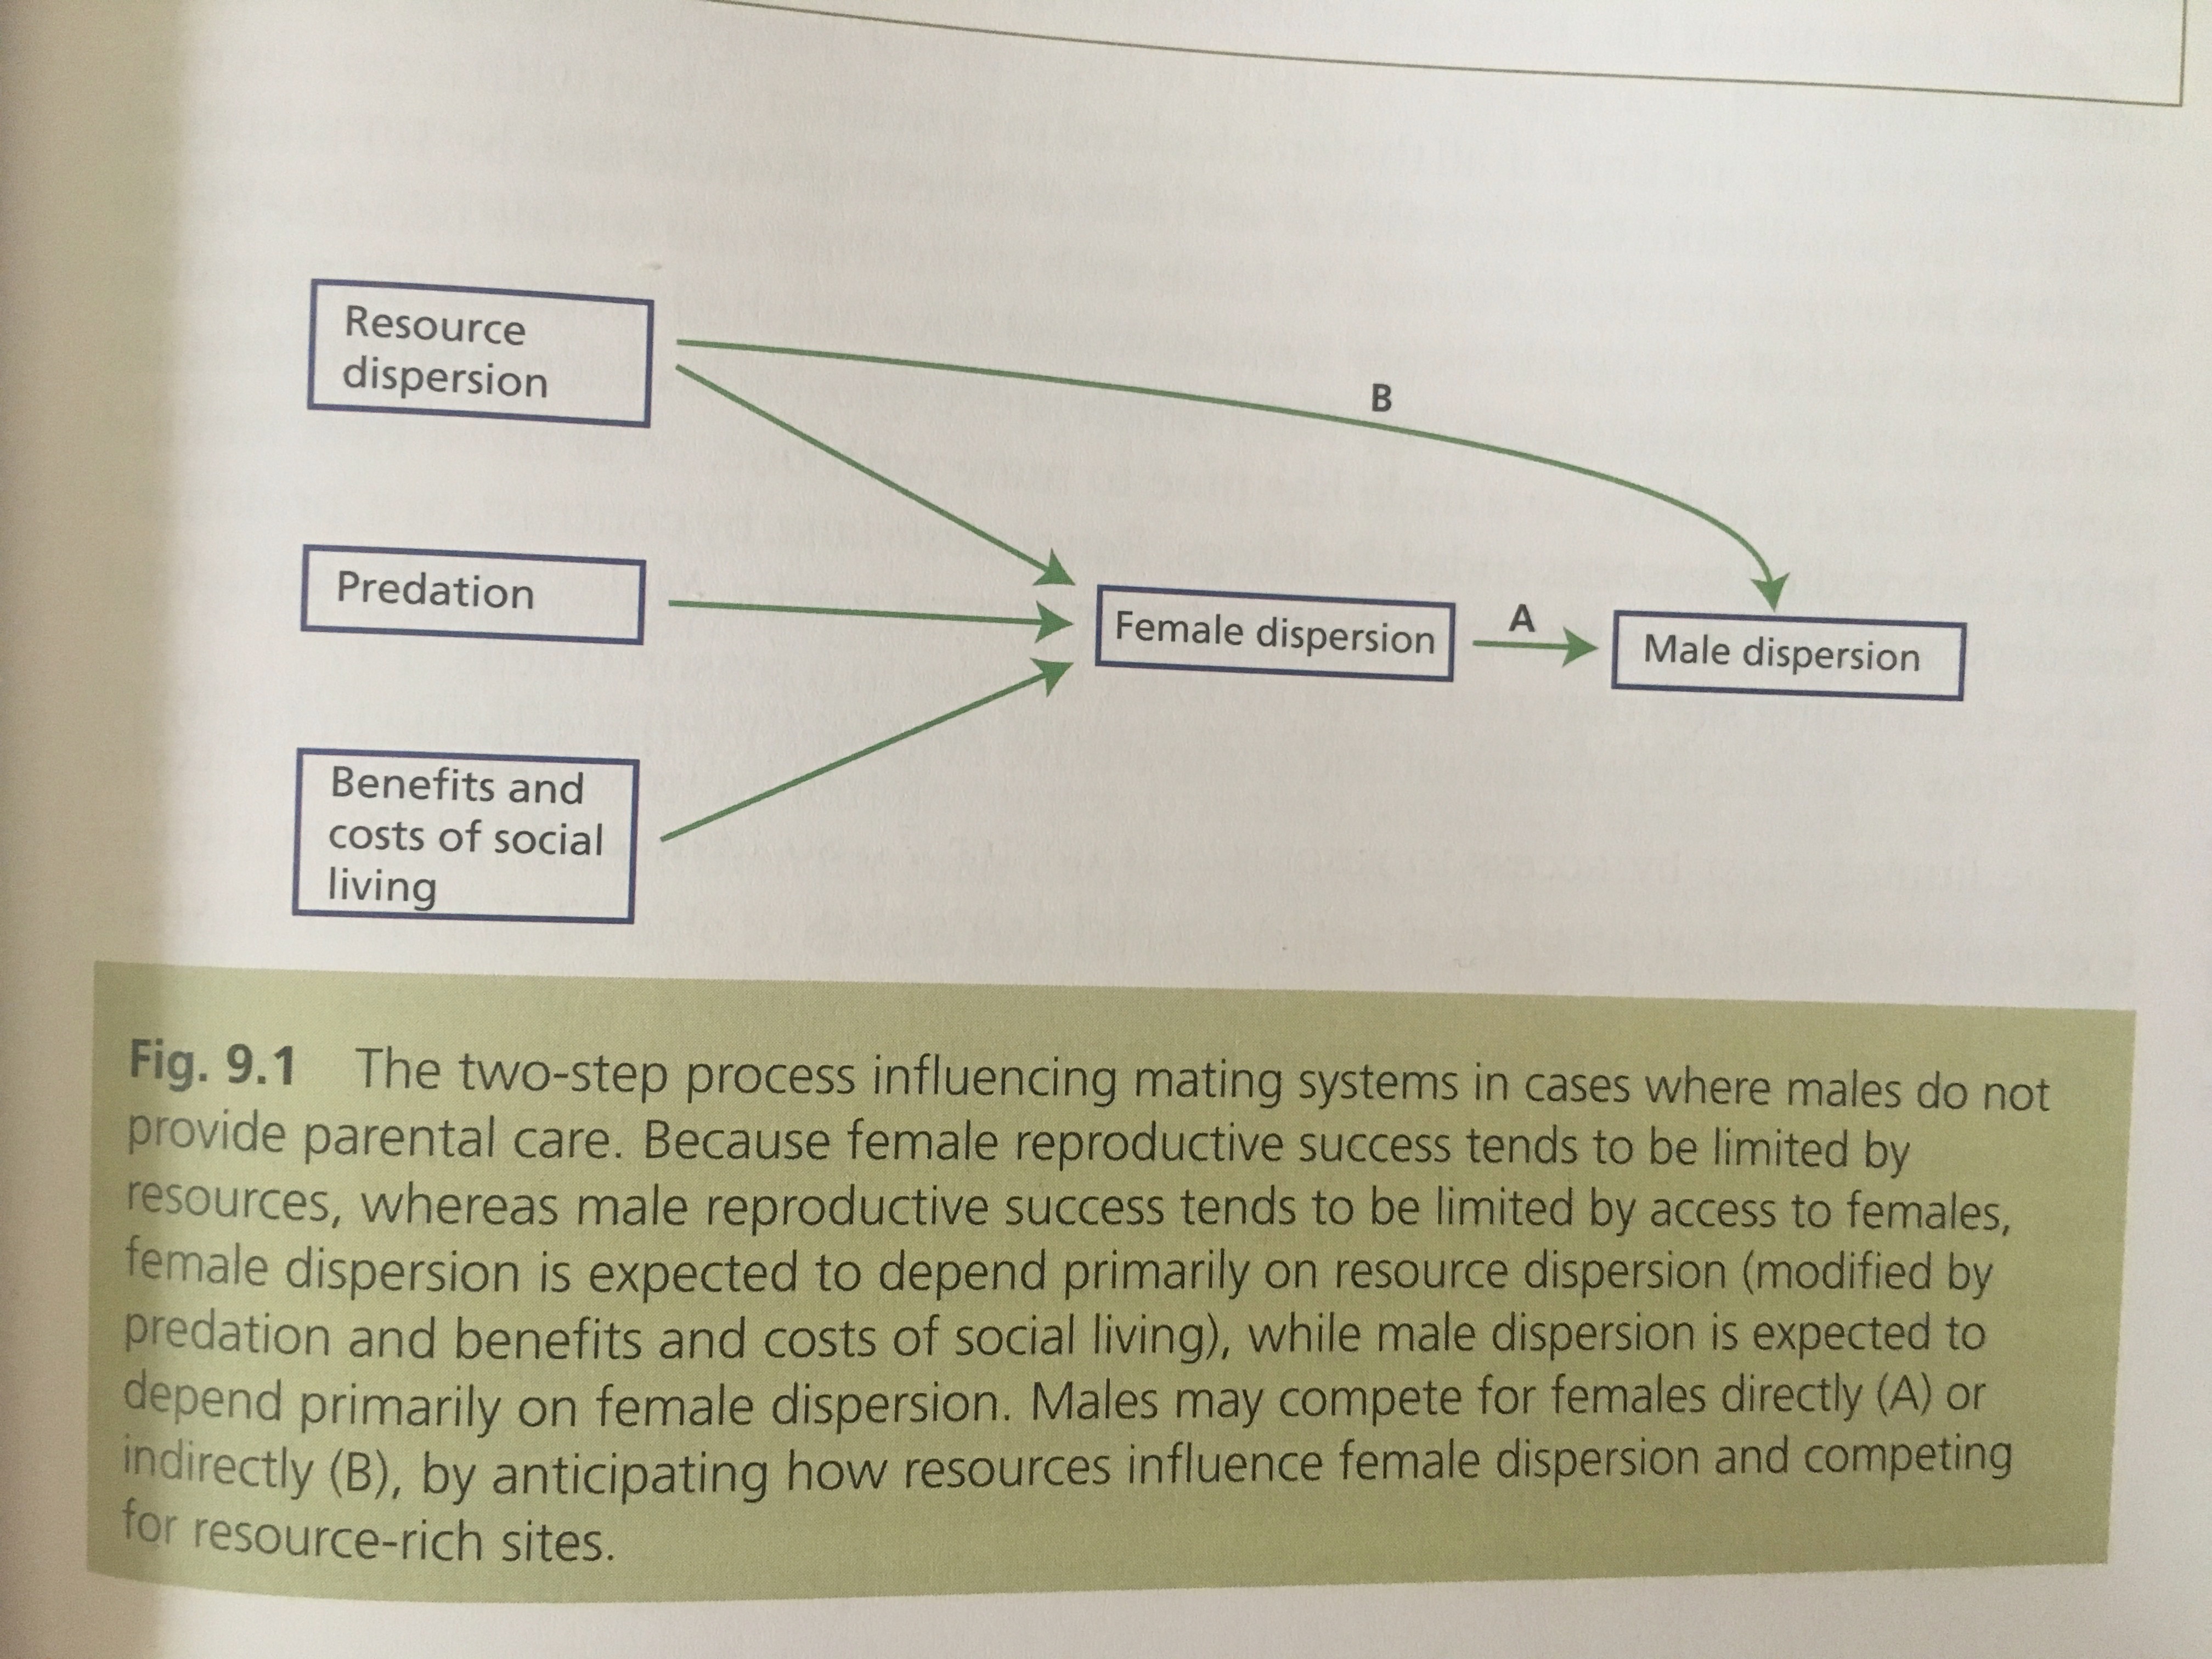 Resource
dispersion
B
Predation
Female dispersion
A
Male dispersion
Benefits and
costs of social
living
Fig. 9.1 The two-step process influencing mating systems in cases where males do not
provide parental care. Because female reproductive success tends to be limited by
resources, whereas male reproductive success tends to be limited by access to females,
female dispersion is expected to depend primarily on resource dispersion (modified by
predation and benefits and costs of social living), while male dispersion is expected to
depend primarily on female dispersion. Males may compete for females directly (A) or
indirectly (B), by anticipating how resources influence female dispersion and competing
for resource-rich sites.